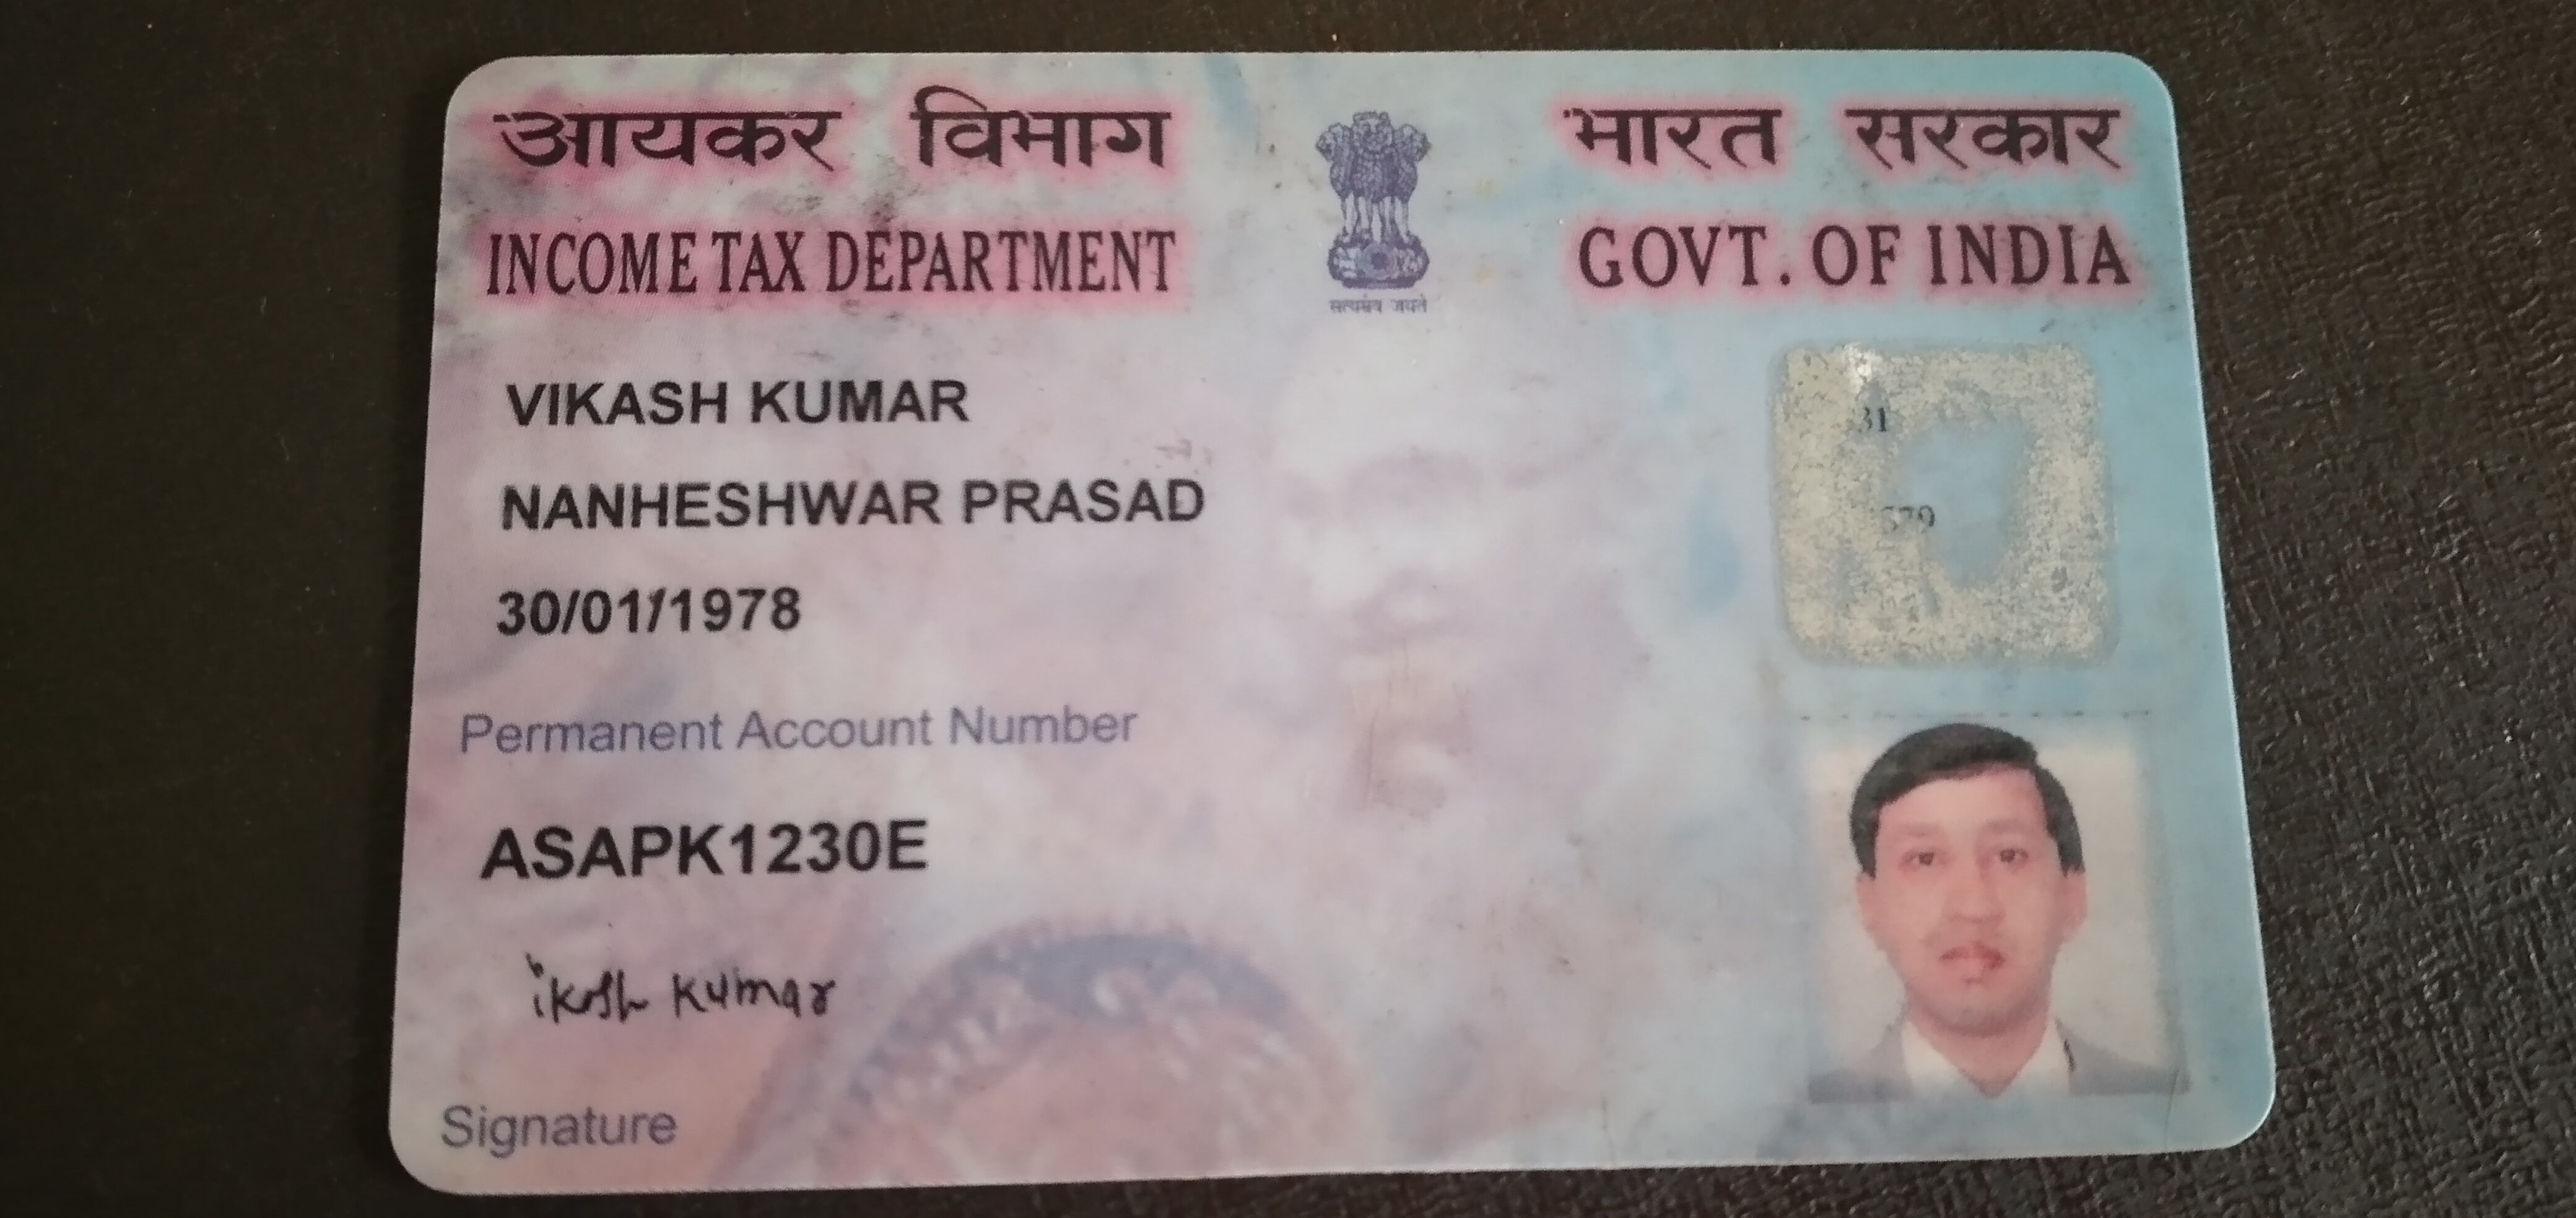 आयकर विभाग
भारत सरकार
INCOME TAX DEPARTMENT
GOVT. OF INDIA
सत्यमेव जयते
VIKASH KUMAR
NANHESHWAR PRASAD
30/01/1978
31
579
Permanent Account Number
ASAPK1230E
ikash Kumar
Signature